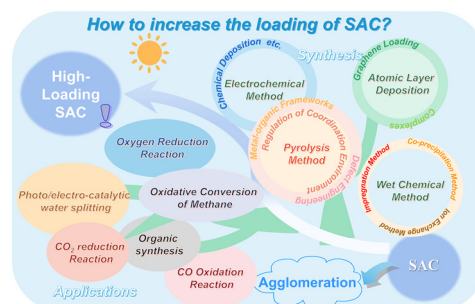 How to increase the loading of SAC?
Synthesis
High-
Loading
SAC
Chemical Deposition etc.
Electrochemical
Method
Graphene Loading
Atomic Layer
Deposition
Complexes
Metal-organic Frameworks
Regulation of Coordination Environment
Pyrolysis
Method
Defect Engineering
Oxygen Reduction
Reaction
Co-precipitation Method
Impregnation Method
Wet Chemical
Method
Ion Exchange Method
Photo/electro-catalytic
water splitting
Oxidative Conversion
of Methane
CO2 reduction
Reaction
Organic
synthesis
CO Oxidation
Reaction
Agglomeration
SAC
Applications